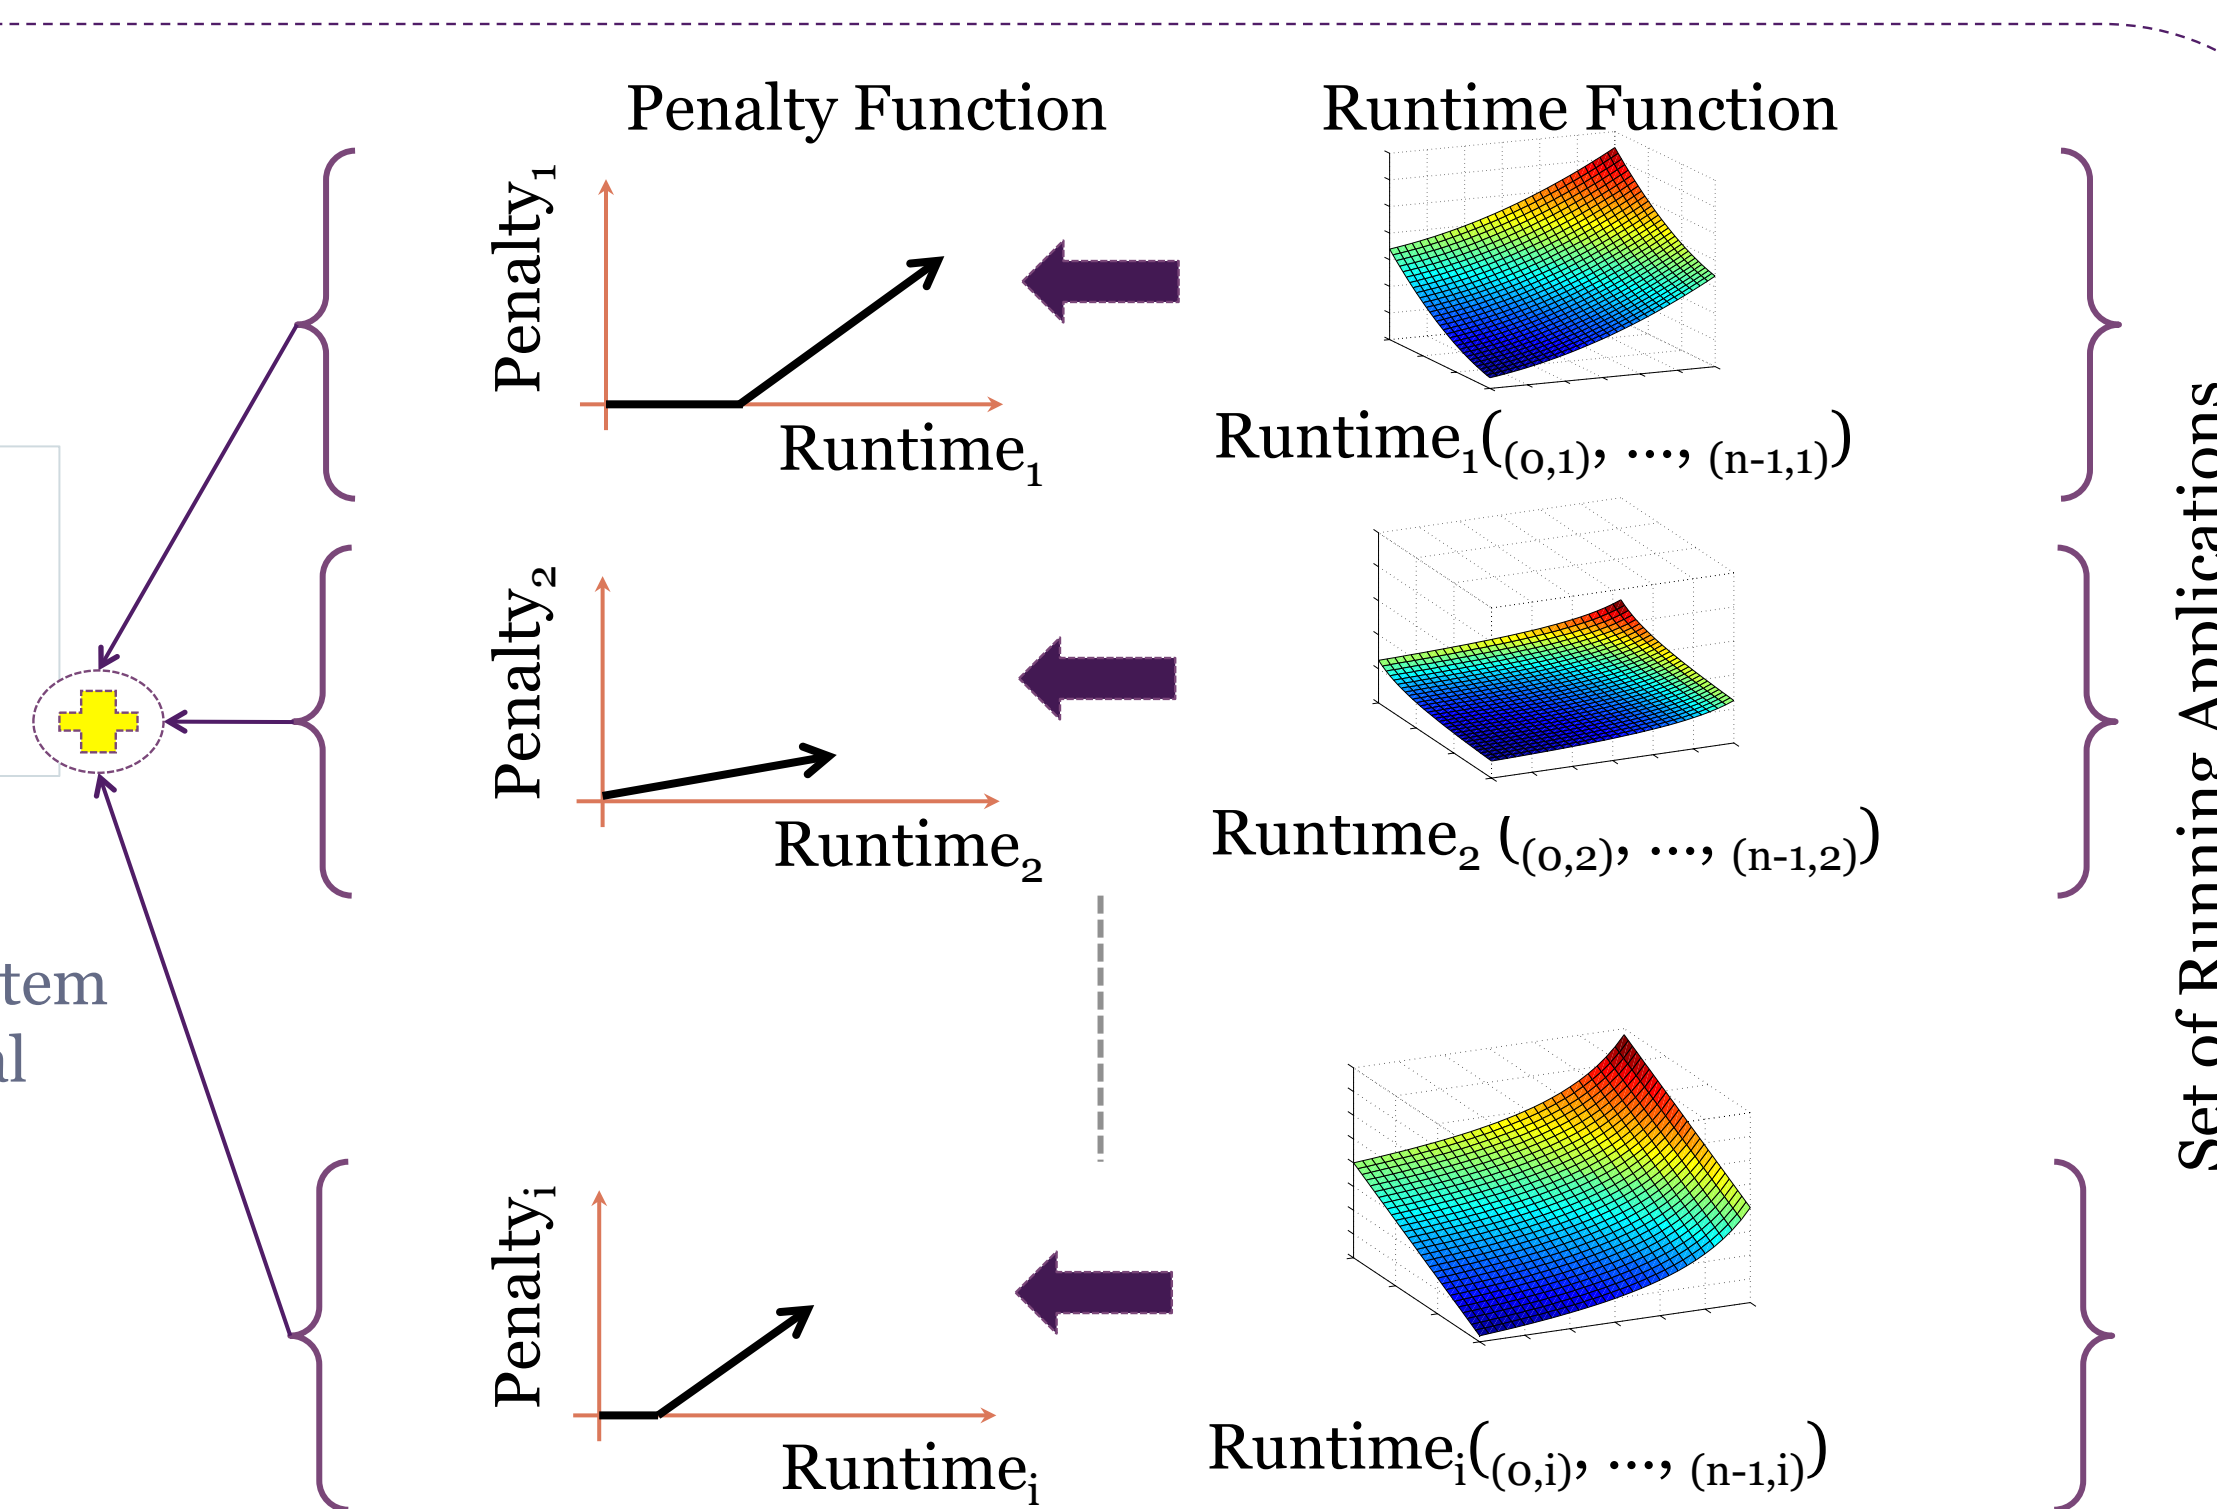 Penalty Function
Runtime Function
Penalty1
Runtime1
Runtime1((0,1), ..., (n-1,1))
Penalty2
Runtime2
Runtime2 ((0,2), ..., (n-1,2))
Set of Running Applications
tem
al
Penaltyi
Runtimei
Runtimei((0,i), ..., (n-1,i))